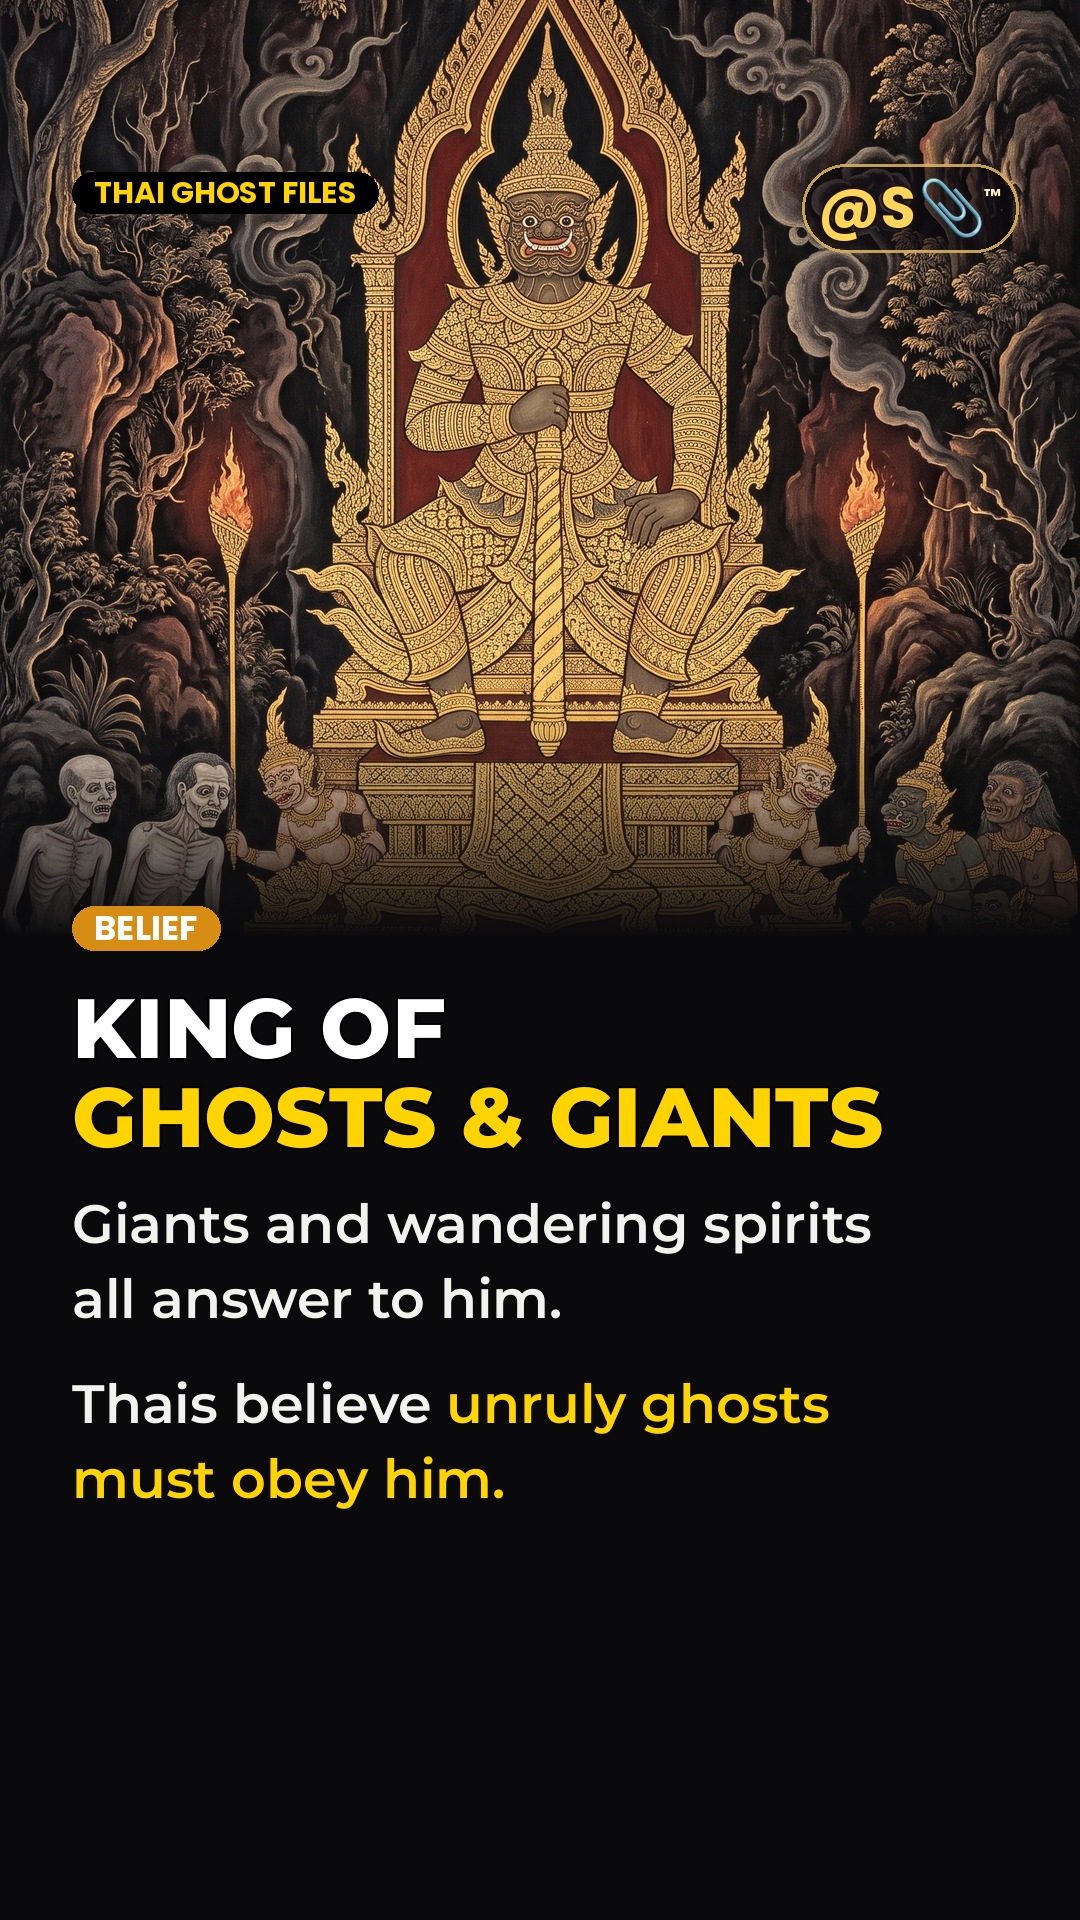 THAI GHOST FILES
@S📎™
BELIEF
KING OF
GHOSTS & GIANTS
Giants and wandering spirits
all answer to him.
Thais believe unruly ghosts
must obey him.